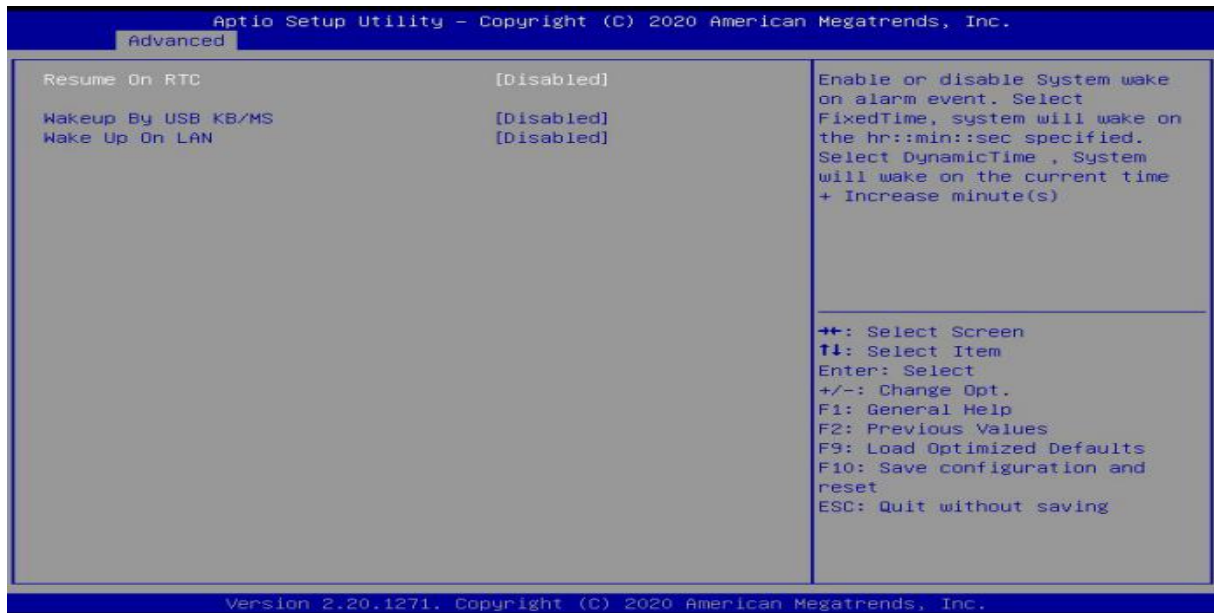 Aptio Setup Utility – Copyright (C) 2020 American Megatrends, Inc.
Advanced
Resume On RTC [Disabled]
Wakeup By USB KB/MS [Disabled]
Wake Up On LAN [Disabled]
Enable or disable System wake
on alarm event. Select
FixedTime, system will wake on
the hr::min::sec specified.
Select DynamicTime , System
will wake on the current time
+ Increase minute(s)
→←: Select Screen
↑↓: Select Item
Enter: Select
+/-: Change Opt.
F1: General Help
F2: Previous Values
F9: Load Optimized Defaults
F10: Save configuration and
reset
ESC: Quit without saving
Version 2.20.1271. Copyright (C) 2020 American Megatrends, Inc.